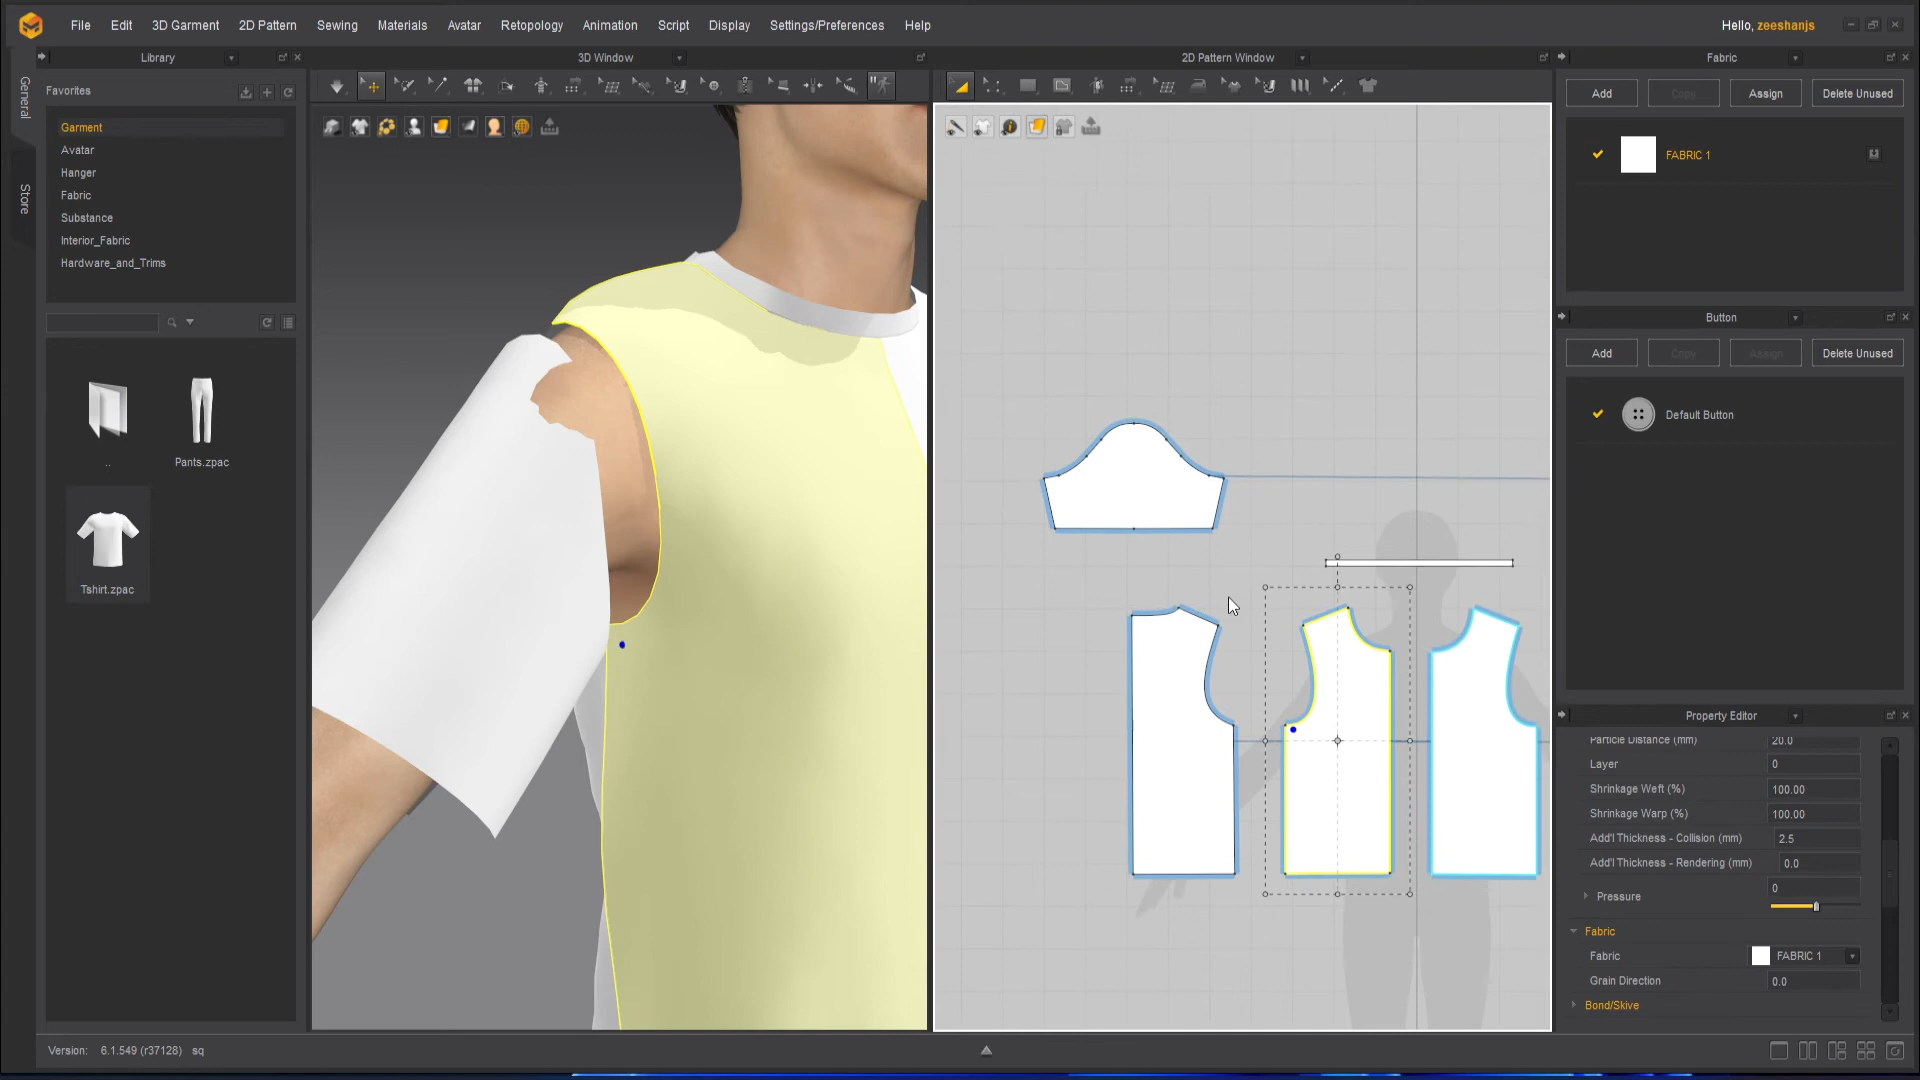 File Edit 3D Garment 2D Pattern Sewing Materials Avatar Retopology Animation Script Display Settings/Preferences Help
Hello, zeeshanjs
Library
3D Window
2D Pattern Window
Fabric
General
Store
Favorites
Garment
Avatar
Hanger
Fabric
Substance
Interior_Fabric
Hardware_and_Trims
..
Pants.zpac
Tshirt.zpac
Add Copy Assign Delete Unused
FABRIC 1
Button
Add Copy Assign Delete Unused
Default Button
Property Editor
Particle Distance (mm) 20.0
Layer 0
Shrinkage Weft (%) 100.00
Shrinkage Warp (%) 100.00
Add'l Thickness - Collision (mm) 2.5
Add'l Thickness - Rendering (mm) 0.0
Pressure 0
Fabric
Fabric FABRIC 1
Grain Direction 0.0
Bond/Skive
Version: 6.1.549 (r37128) sq